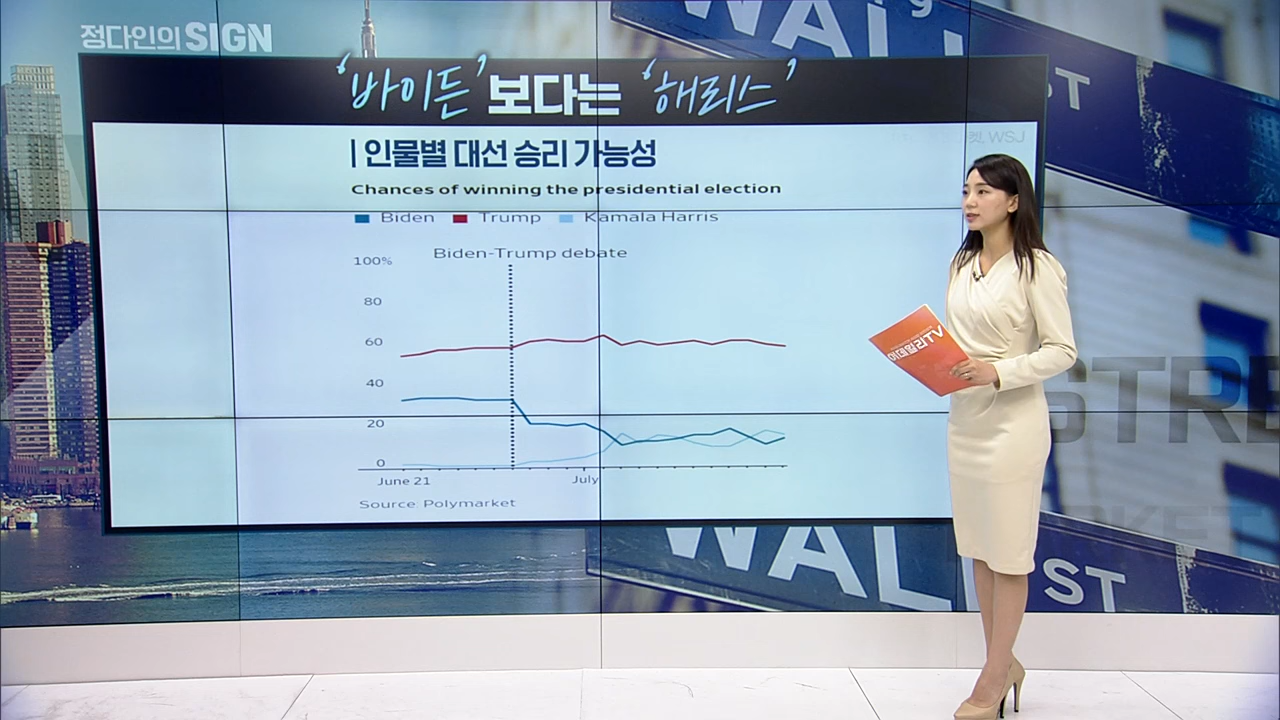 정다인의 SIGN
'바이든'보다는 '해리스'
켓, WSJ
인물별 대선 승리 가능성
Chances of winning the presidential election
Biden Trump Kamala Harris
Biden-Trump debate
100%
80
60
40
20
0
June 21 July
Source Polymarket
이데일리TV
WALL ST
WALL ST
STRE